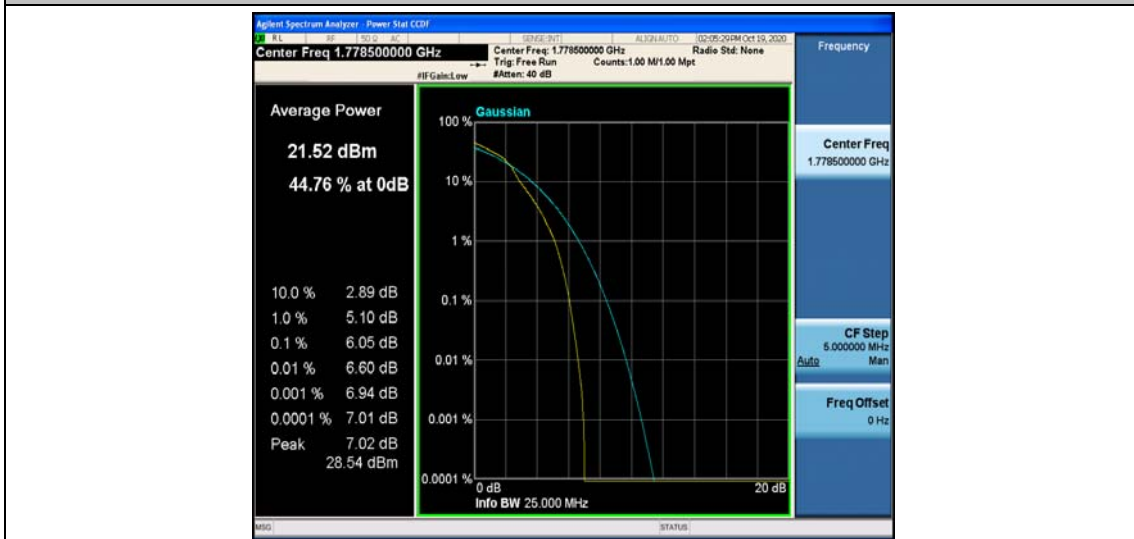 Agilent Spectrum Analyzer - Power Stat CCDF
RL RF 50 Ω AC SENSE:INT ALIGN AUTO 02:05:29 PM Oct 19, 2020
Center Freq 1.778500000 GHz
Center Freq: 1.778500000 GHz Radio Std: None
Trig: Free Run Counts:1.00 M/1.00 Mpt
#IFGain:Low #Atten: 40 dB
Frequency
Average Power
21.52 dBm
44.76 % at 0dB
10.0 % 2.89 dB
1.0 % 5.10 dB
0.1 % 6.05 dB
0.01 % 6.60 dB
0.001 % 6.94 dB
0.0001 % 7.01 dB
Peak 7.02 dB
28.54 dBm
Gaussian
100 %
10 %
1 %
0.1 %
0.01 %
0.001 %
0.0001 %
0 dB 20 dB
Info BW 25.000 MHz
Center Freq
1.778500000 GHz
CF Step
5.000000 MHz
Auto Man
Freq Offset
0 Hz
MSG STATUS